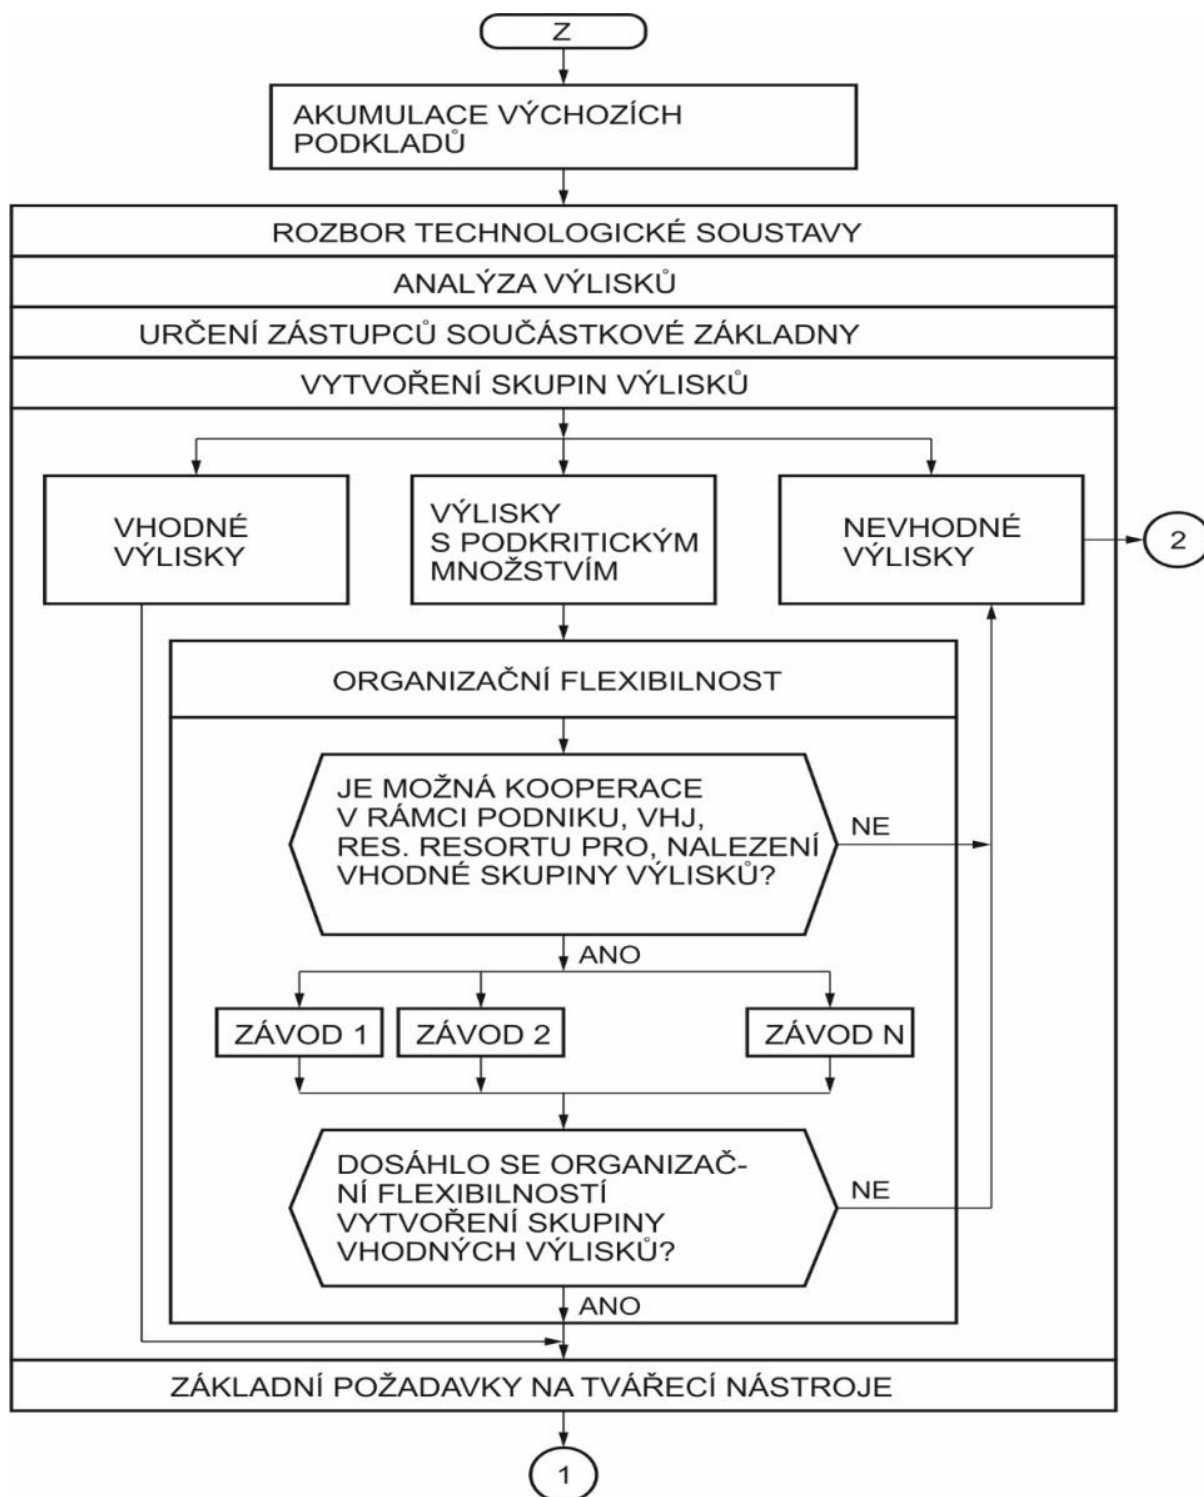 Z
AKUMULACE VÝCHOZÍCH
PODKLADŮ
ROZBOR TECHNOLOGICKÉ SOUSTAVY
ANALÝZA VÝLISKŮ
URČENÍ ZÁSTUPCŮ SOUČÁSTKOVÉ ZÁKLADNY
VYTVOŘENÍ SKUPIN VÝLISKŮ
VHODNÉ
VÝLISKY
VÝLISKY
S PODKRITICKÝM
MNOŽSTVÍM
NEVHODNÉ
VÝLISKY
2
ORGANIZAČNÍ FLEXIBILNOST
JE MOŽNÁ KOOPERACE
V RÁMCI PODNIKU, VHJ,
RES. RESORTU PRO, NALEZENÍ
VHODNÉ SKUPINY VÝLISKŮ?
NE
ANO
ZÁVOD 1
ZÁVOD 2
ZÁVOD N
DOSÁHLO SE ORGANIZAČ-
NÍ FLEXIBILNOSTÍ
VYTVOŘENÍ SKUPINY
VHODNÝCH VÝLISKŮ?
NE
ANO
ZÁKLADNÍ POŽADAVKY NA TVÁŘECÍ NÁSTROJE
1